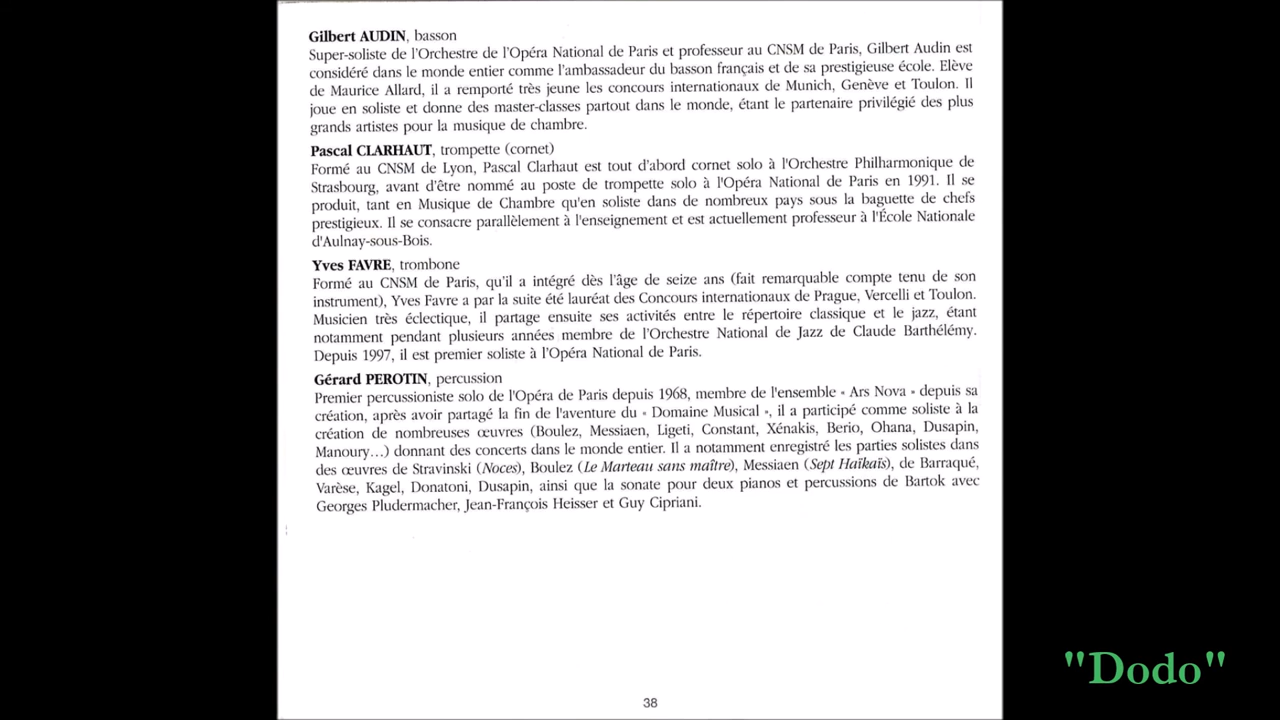 Gilbert AUDIN, basson
Super-soliste de l'Orchestre de l'Opéra National de Paris et professeur au CNSM de Paris, Gilbert Audin est
considéré dans le monde entier comme l'ambassadeur du basson français et de sa prestigieuse école. Elève
de Maurice Allard, il a remporté très jeune les concours internationaux de Munich, Genève et Toulon. Il
joue en soliste et donne des master-classes partout dans le monde, étant le partenaire privilégié des plus
grands artistes pour la musique de chambre.
Pascal CLARHAUT, trompette (cornet)
Formé au CNSM de Lyon, Pascal Clarhaut est tout d'abord cornet solo à l'Orchestre Philharmonique de
Strasbourg, avant d'être nommé au poste de trompette solo à l'Opéra National de Paris en 1991. Il se
produit, tant en Musique de Chambre qu'en soliste dans de nombreux pays sous la baguette de chefs
prestigieux. Il se consacre parallèlement à l'enseignement et est actuellement professeur à l'École Nationale
d'Aulnay-sous-Bois.
Yves FAVRE, trombone
Formé au CNSM de Paris, qu'il a intégré dès l'âge de seize ans (fait remarquable compte tenu de son
instrument), Yves Favre a par la suite été lauréat des Concours internationaux de Prague, Vercelli et Toulon.
Musicien très éclectique, il partage ensuite ses activités entre le répertoire classique et le jazz, étant
notamment pendant plusieurs années membre de l'Orchestre National de Jazz de Claude Barthélémy.
Depuis 1997, il est premier soliste à l'Opéra National de Paris.
Gérard PEROTIN, percussion
Premier percussioniste solo de l'Opéra de Paris depuis 1968, membre de l'ensemble « Ars Nova » depuis sa
création, après avoir partagé la fin de l'aventure du « Domaine Musical », il a participé comme soliste à la
création de nombreuses œuvres (Boulez, Messiaen, Ligeti, Constant, Xénakis, Berio, Ohana, Dusapin,
Manoury...) donnant des concerts dans le monde entier. Il a notamment enregistré les parties solistes dans
des œuvres de Stravinski (Noces), Boulez (Le Marteau sans maître), Messiaen (Sept Haïkaïs), de Barraqué,
Varèse, Kagel, Donatoni, Dusapin, ainsi que la sonate pour deux pianos et percussions de Bartok avec
Georges Pludermacher, Jean-François Heisser et Guy Cipriani.
38
"Dodo"